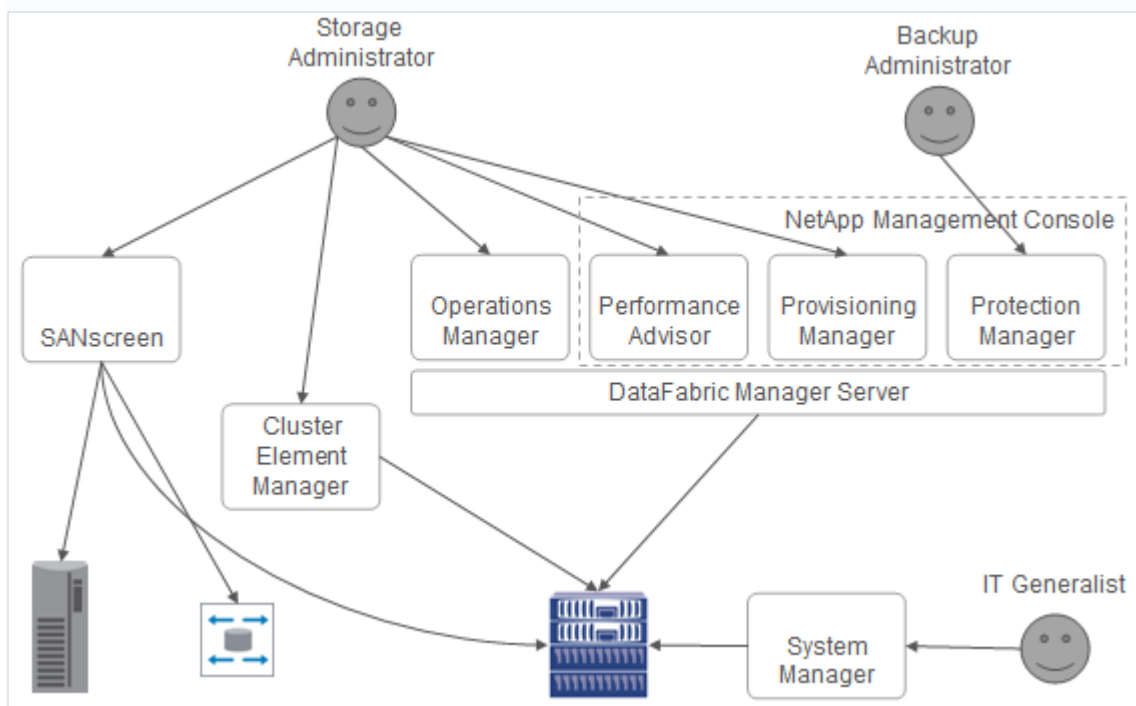 Storage
Administrator
Backup
Administrator
NetApp Management Console
SANscreen
Operations
Manager
Performance
Advisor
Provisioning
Manager
Protection
Manager
DataFabric Manager Server
Cluster
Element
Manager
IT Generalist
System
Manager